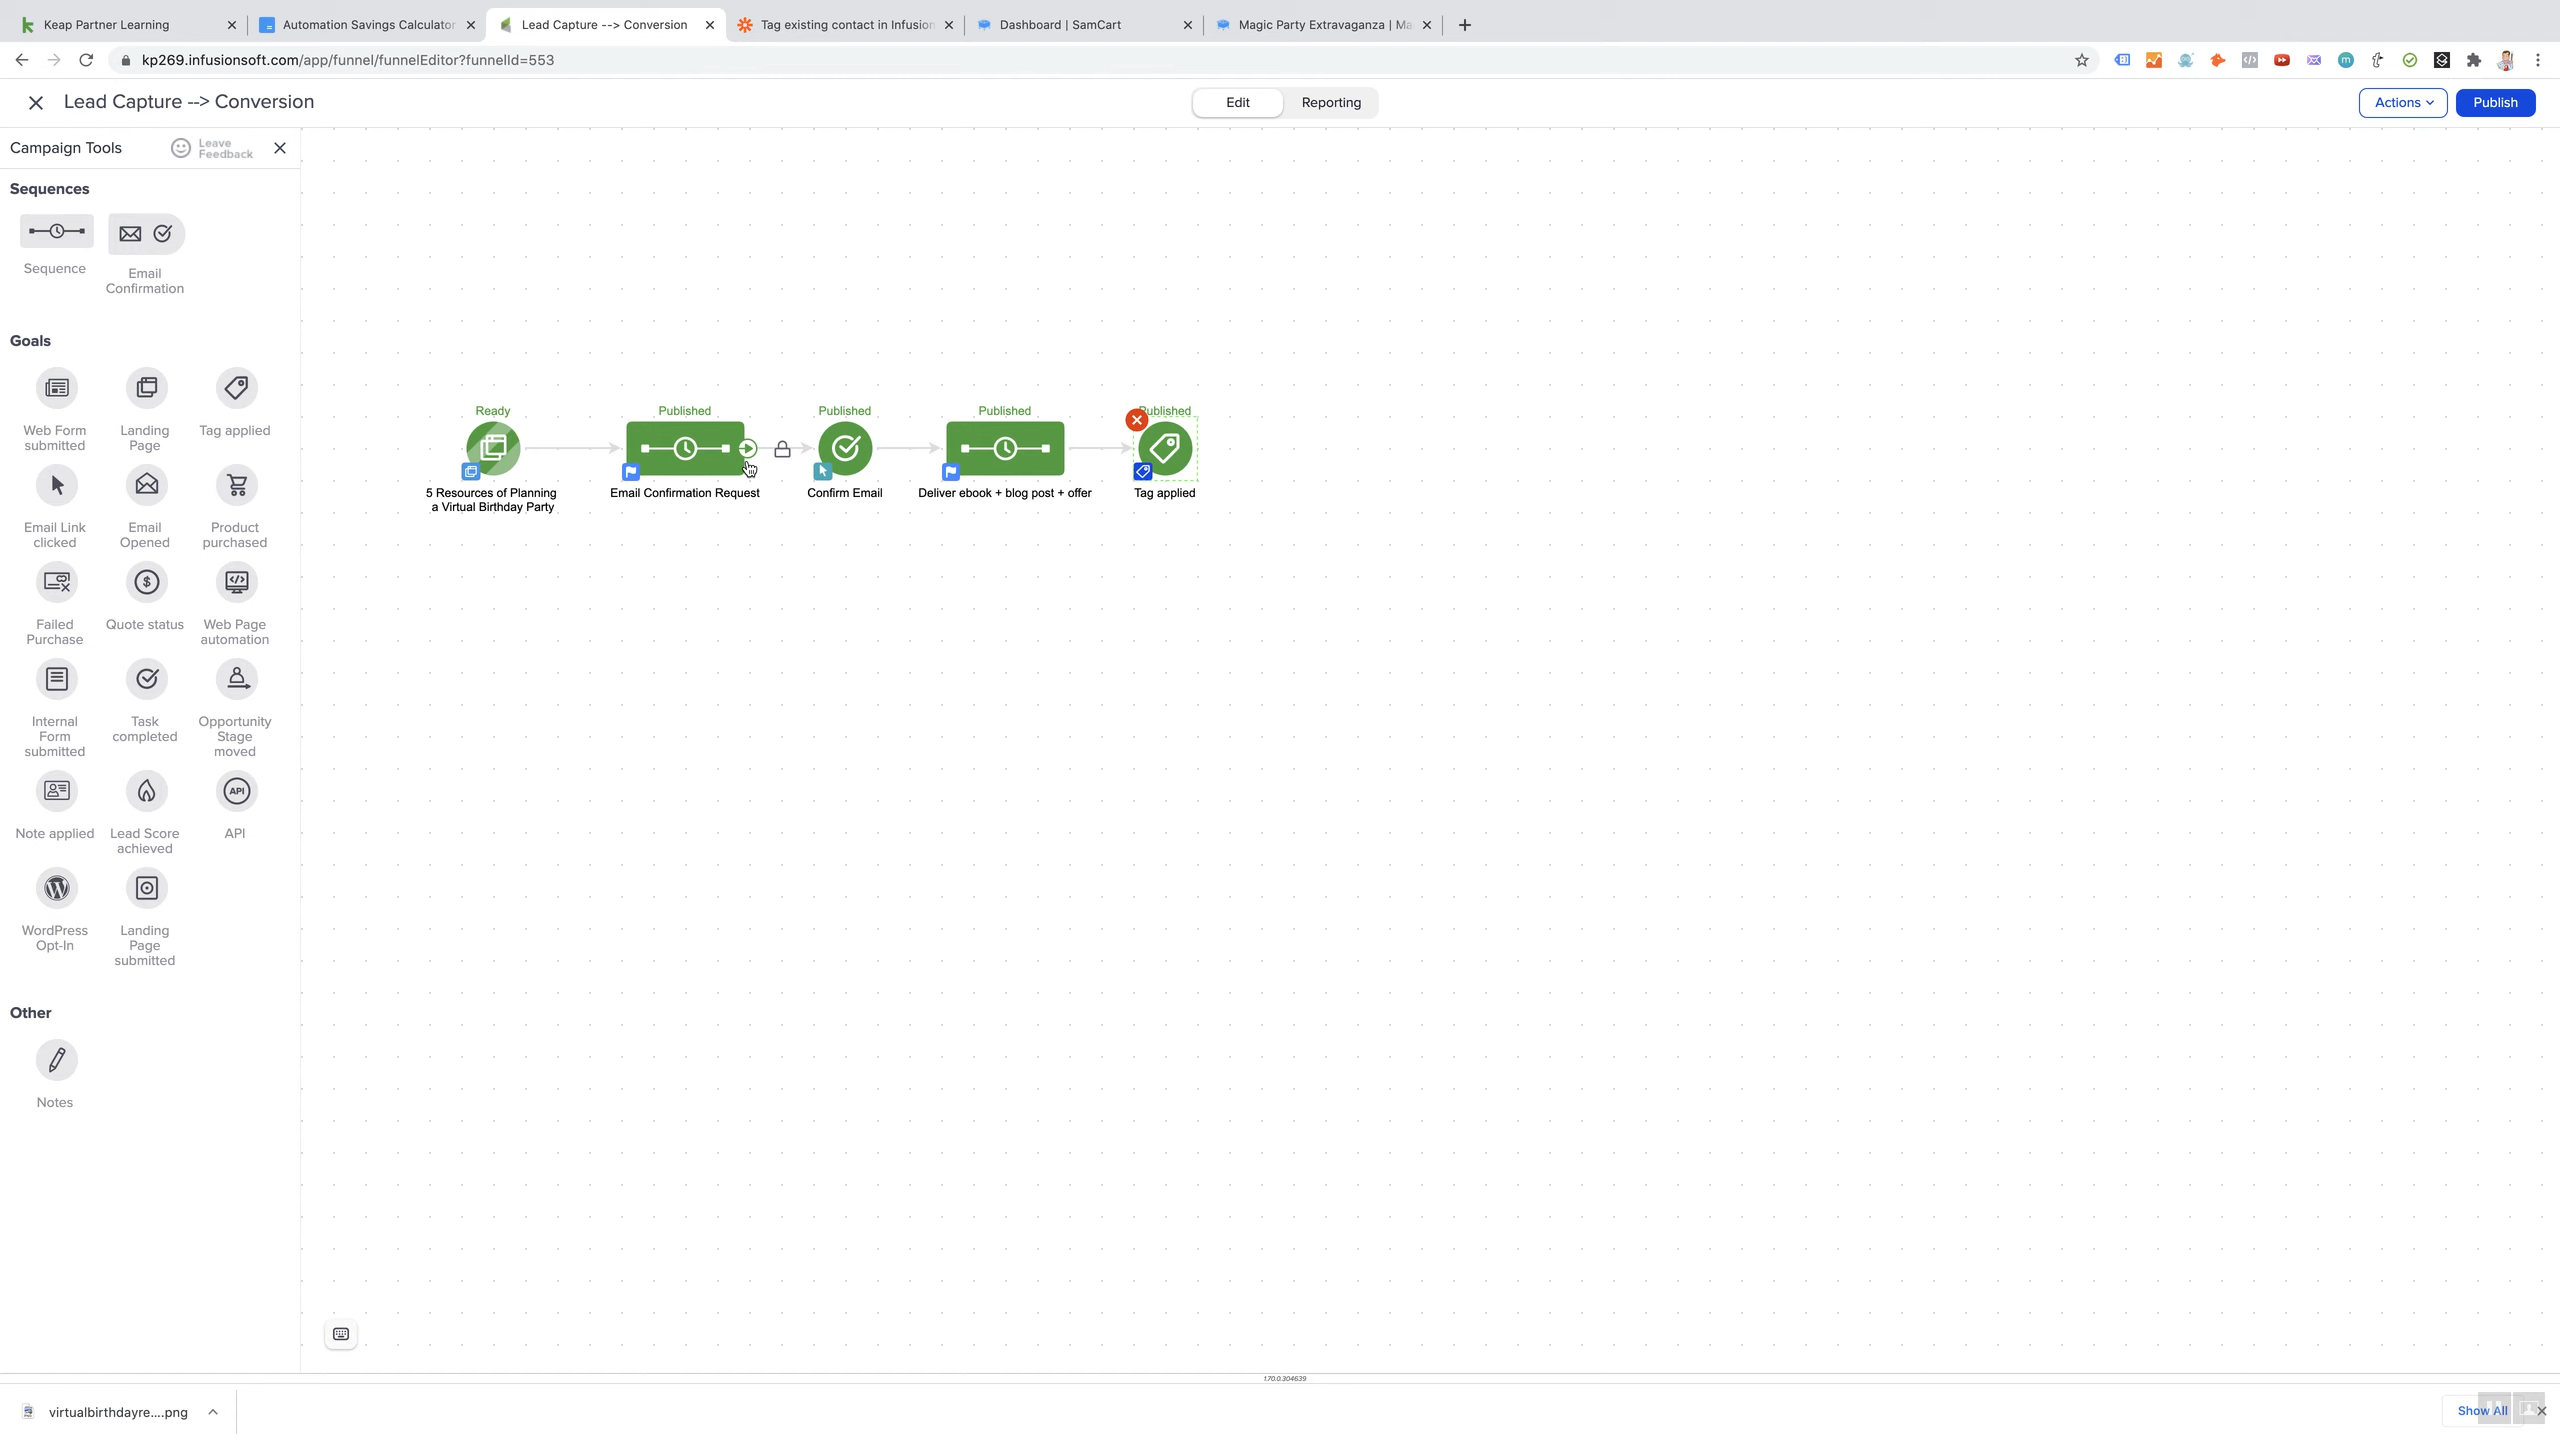 Keap Partner Learning
Automation Savings Calculator
Lead Capture --> Conversion
Tag existing contact in Infusion
Dashboard | SamCart
Magic Party Extravaganza | Ma
kp269.infusionsoft.com/app/funnel/funnelEditor?funnelId=553
Lead Capture --> Conversion
Edit
Reporting
Actions
Publish
Campaign Tools
Leave
Feedback
Sequences
Sequence
Email
Confirmation
Goals
Web Form
submitted
Landing
Page
Tag applied
Email Link
clicked
Email
Opened
Product
purchased
Failed
Purchase
Quote status
Web Page
automation
Internal
Form
submitted
Task
completed
Opportunity
Stage
moved
Note applied
Lead Score
achieved
API
API
WordPress
Opt-In
Landing
Page
submitted
Other
Notes
Ready
5 Resources of Planning
a Virtual Birthday Party
Published
Email Confirmation Request
Published
Confirm Email
Published
Deliver ebook + blog post + offer
Published
Tag applied
1.70.0.304639
virtualbirthdayre....png
Show All